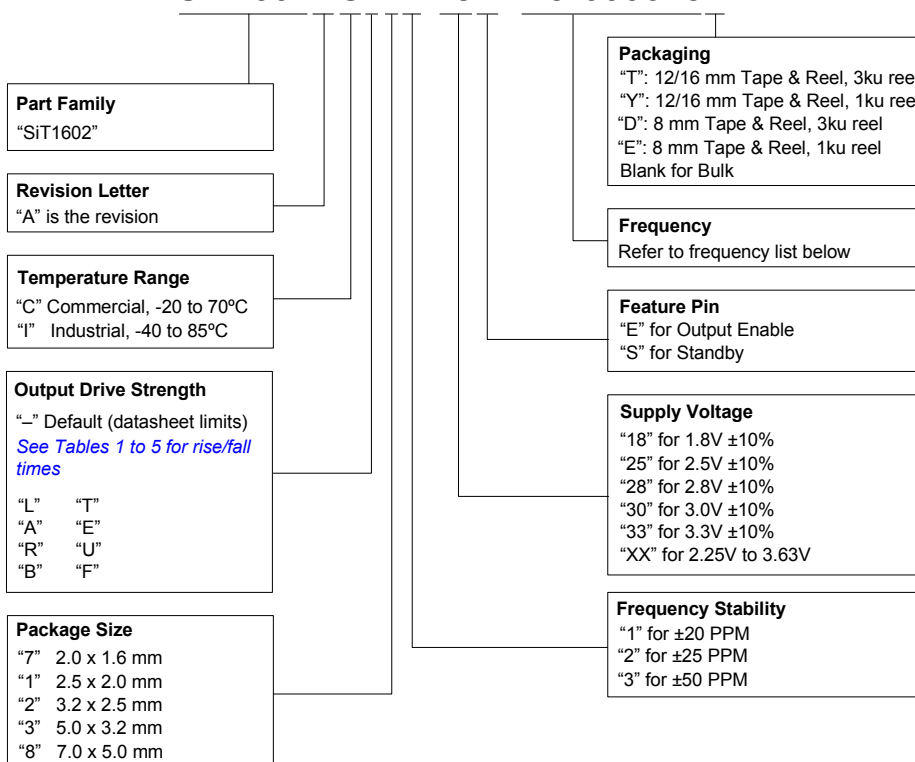 Part Family
“SiT1602”
Revision Letter
“A” is the revision
Temperature Range
“C” Commercial, -20 to 70ºC
“I” Industrial, -40 to 85ºC
Output Drive Strength
“–” Default (datasheet limits)
See Tables 1 to 5 for rise/fall
times
“L” “T”
“A” “E”
“R” “U”
“B” “F”
Package Size
“7” 2.0 x 1.6 mm
“1” 2.5 x 2.0 mm
“2” 3.2 x 2.5 mm
“3” 5.0 x 3.2 mm
“8” 7.0 x 5.0 mm
Packaging
“T”: 12/16 mm Tape & Reel, 3ku ree
“Y”: 12/16 mm Tape & Reel, 1ku ree
“D”: 8 mm Tape & Reel, 3ku reel
“E”: 8 mm Tape & Reel, 1ku reel
Blank for Bulk
Frequency
Refer to frequency list below
Feature Pin
“E” for Output Enable
“S” for Standby
Supply Voltage
“18” for 1.8V ±10%
“25” for 2.5V ±10%
“28” for 2.8V ±10%
“30” for 3.0V ±10%
“33” for 3.3V ±10%
“XX” for 2.25V to 3.63V
Frequency Stability
“1” for ±20 PPM
“2” for ±25 PPM
“3” for ±50 PPM